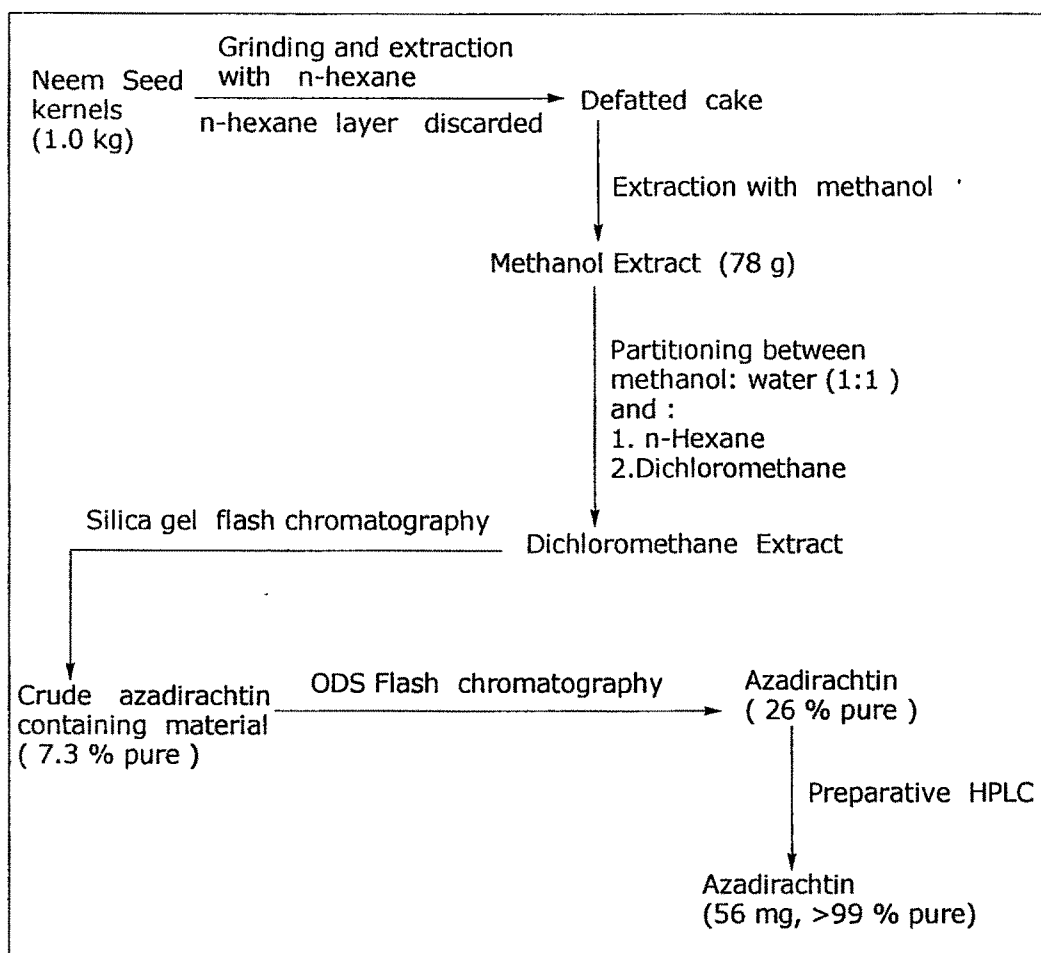 Neem Seed
kernels
(1.0 kg)
Grinding and extraction
with n-hexane
n-hexane layer discarded
Defatted cake
Extraction with methanol
Methanol Extract (78 g)
Partitioning between
methanol: water (1:1 )
and :
1. n-Hexane
2.Dichloromethane
Dichloromethane Extract
Silica gel flash chromatography
Crude azadirachtin
containing material
( 7.3 % pure )
ODS Flash chromatography
Azadirachtin
( 26 % pure )
Preparative HPLC
Azadirachtin
(56 mg, >99 % pure)